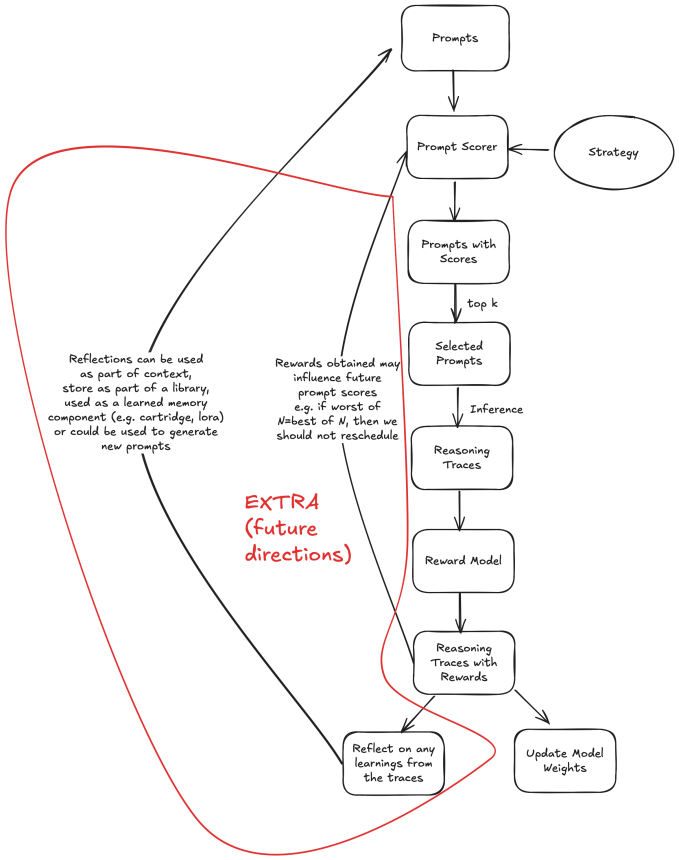 Prompts
Prompt Scorer
Strategy
Prompts with
Scores
top k
Selected
Prompts
Inference
Reasoning
Traces
Reward Model
Reasoning
Traces with
Rewards
Reflect on any
learnings from
the traces
Update Model
Weights
Reflections can be used
as part of context,
store as part of a library,
used as a learned memory
component (e.g. cartridge, lora)
or could be used to generate
new prompts
Rewards obtained may
influence future
prompt scores
e.g. if worst of
N=best of N, then we
should not reschedule
EXTRA
(future
directions)